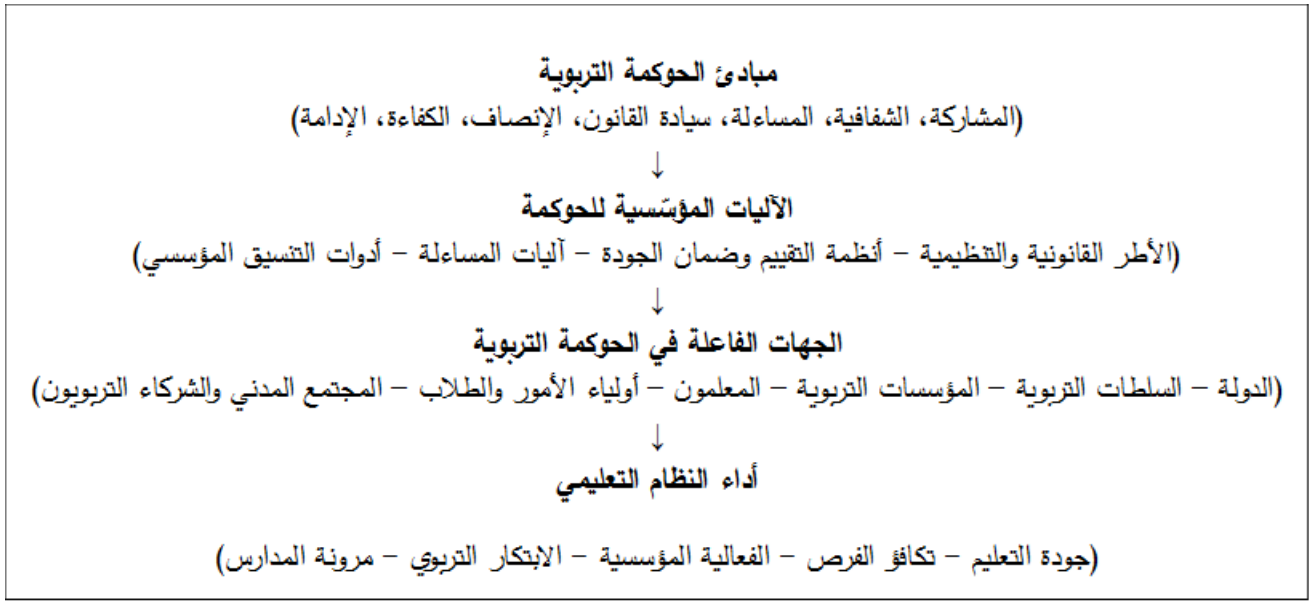 مبادئ الحوكمة التربوية
(المشاركة، الشفافية، المساءلة، سيادة القانون، الإنصاف، الكفاءة، الإدامة)
↓
الآليات المؤسّسية للحوكمة
(الأطر القانونية والتنظيمية – أنظمة التقييم وضمان الجودة – آليات المساءلة – أدوات التنسيق المؤسسي)
↓
الجهات الفاعلة في الحوكمة التربوية
(الدولة – السلطات التربوية – المؤسسات التربوية – المعلمون – أولياء الأمور والطلاب – المجتمع المدني والشركاء التربويون)
↓
أداء النظام التعليمي
(جودة التعليم – تكافؤ الفرص – الفعالية المؤسسية – الابتكار التربوي – مرونة المدارس)